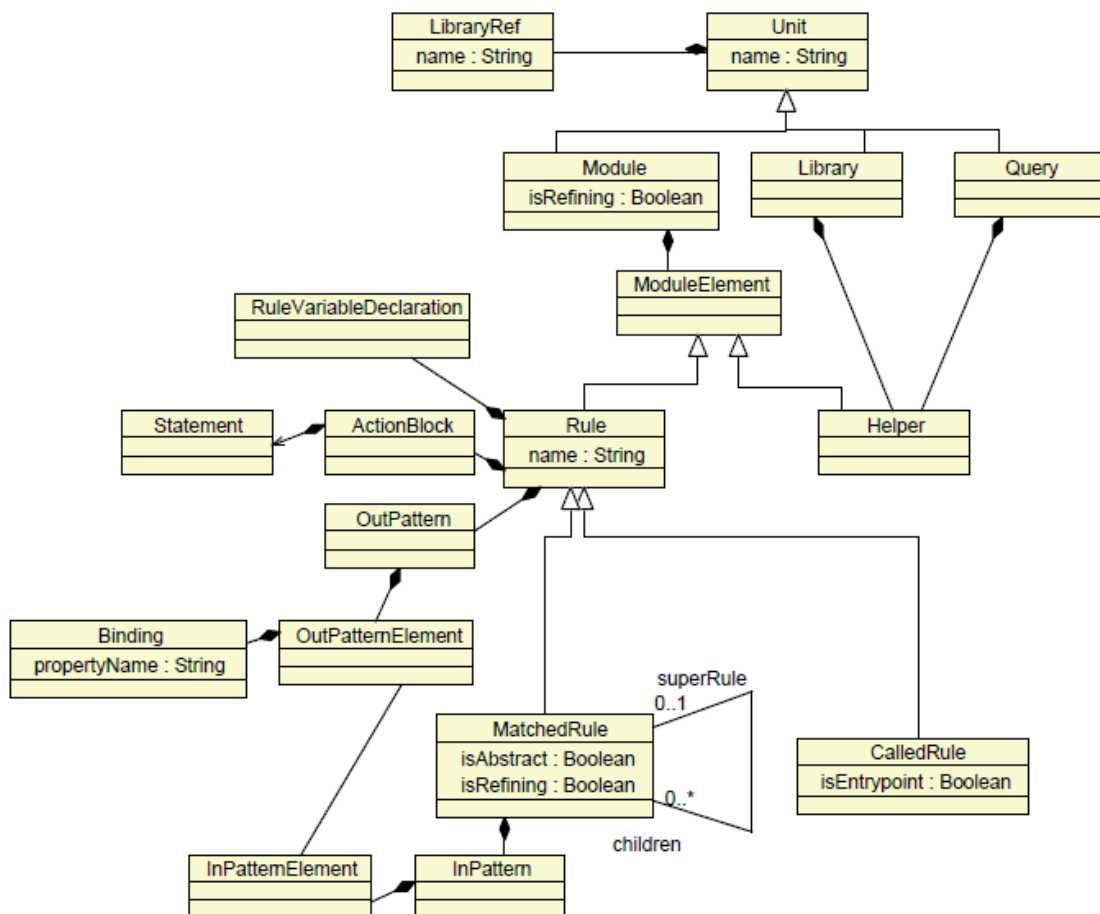 LibraryRef
name : String
Unit
name : String
Module
isRefining : Boolean
Library
Query
ModuleElement
RuleVariableDeclaration
Statement
ActionBlock
Rule
name : String
Helper
OutPattern
Binding
propertyName : String
OutPatternElement
superRule
0..1
MatchedRule
isAbstract : Boolean
isRefining : Boolean
CalledRule
isEntrypoint : Boolean
0..*
children
InPatternElement
InPattern